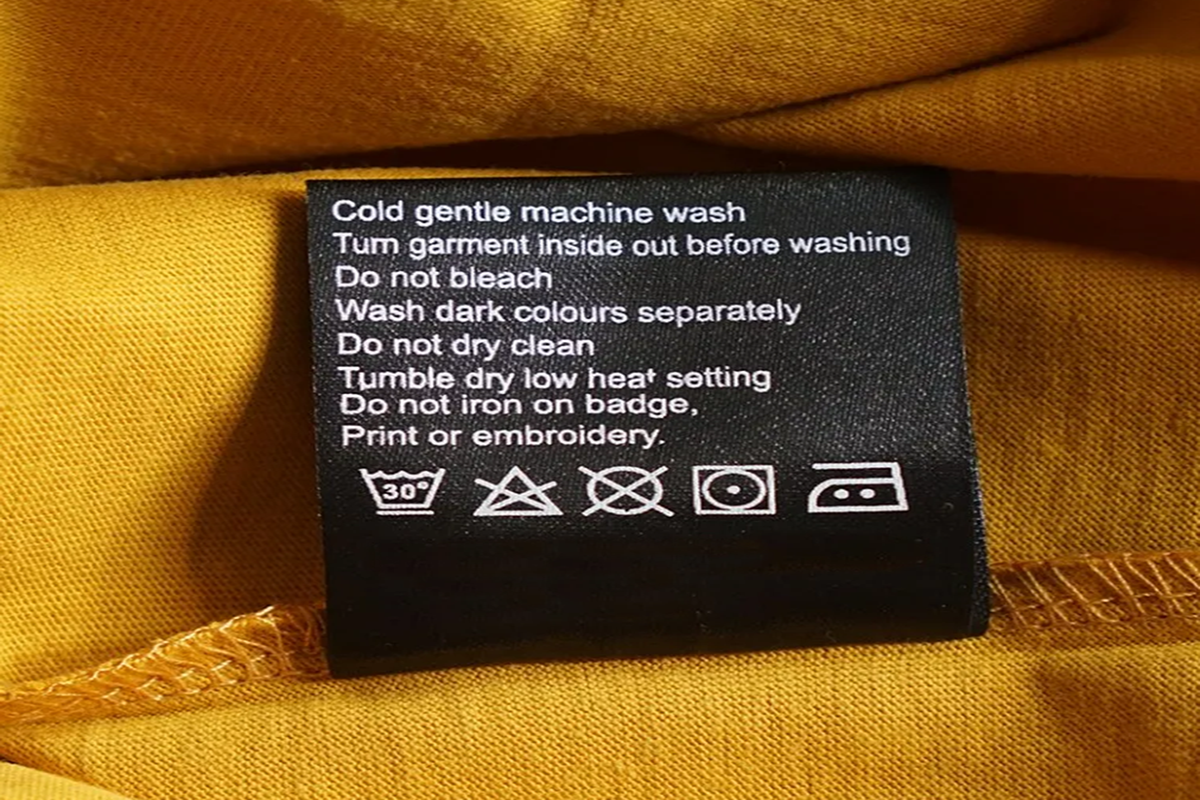 Cold gentle machine wash
Turn garment inside out before washing
Do not bleach
Wash dark colours separately
Do not dry clean
Tumble dry low heat setting
Do not iron on badge,
Print or embroidery.
30°